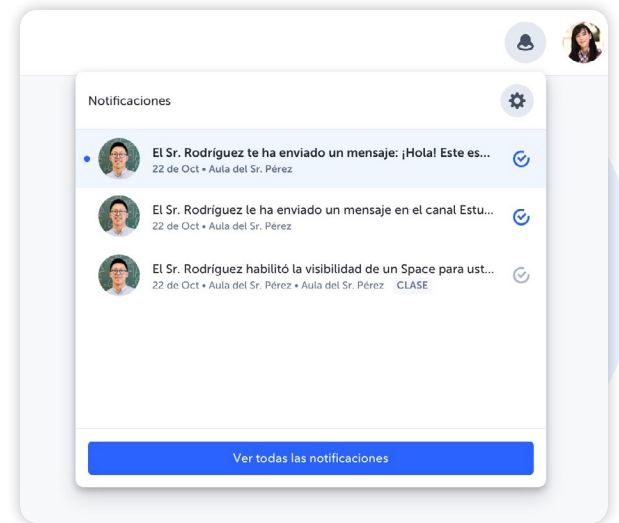 Notificaciones
El Sr. Rodríguez te ha enviado un mensaje: ¡Hola! Este es...
22 de Oct • Aula del Sr. Pérez
El Sr. Rodríguez le ha enviado un mensaje en el canal Estu...
22 de Oct • Aula del Sr. Pérez
El Sr. Rodríguez habilitó la visibilidad de un Space para ust...
22 de Oct • Aula del Sr. Pérez • Aula del Sr. Pérez CLASE
Ver todas las notificaciones